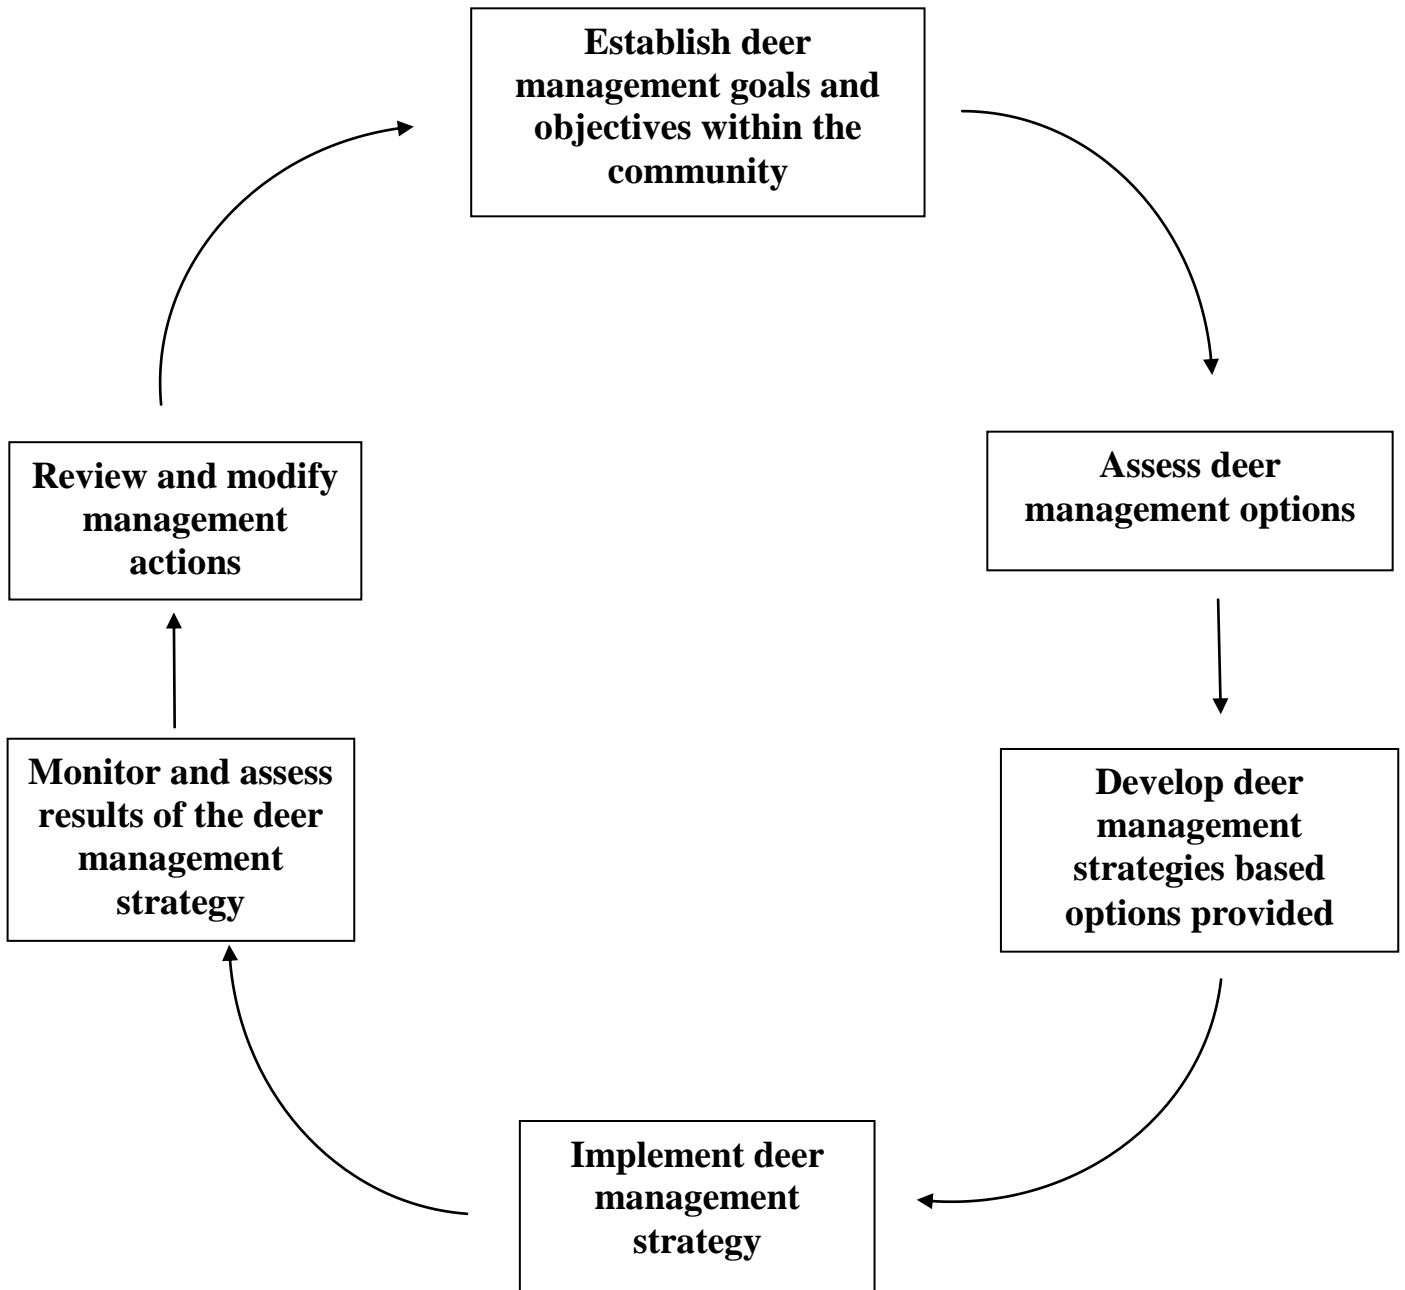 Establish deer
management goals and
objectives within the
community
Assess deer
management options
Develop deer
management
strategies based
options provided
Implement deer
management
strategy
Monitor and assess
results of the deer
management
strategy
Review and modify
management
actions